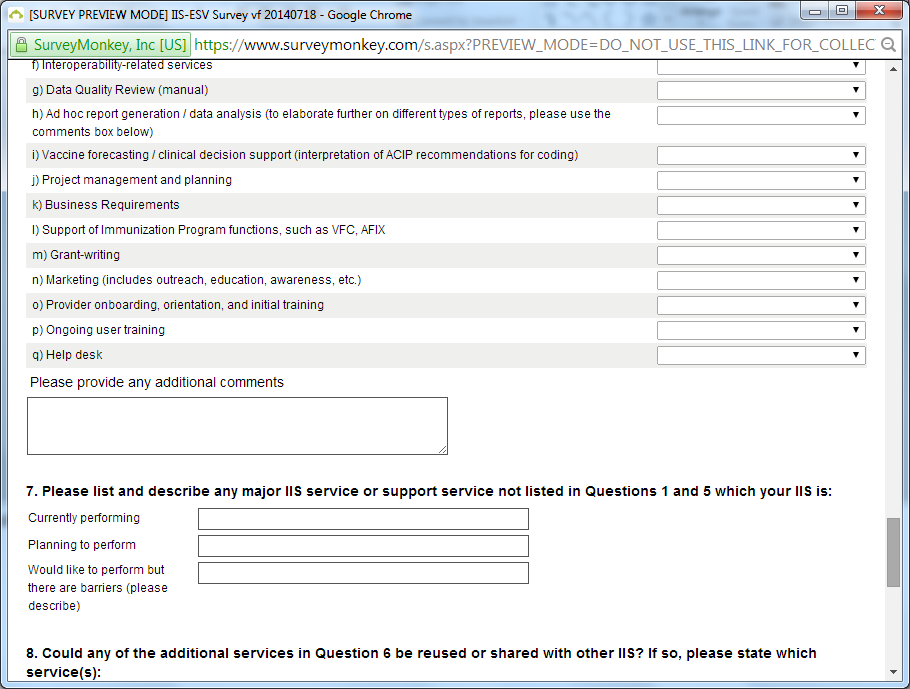 [SURVEY PREVIEW MODE] IIS-ESV Survey vf 20140718 - Google Chrome
SurveyMonkey, Inc [US] https://www.surveymonkey.com/s.aspx?PREVIEW_MODE=DO_NOT_USE_THIS_LINK_FOR_COLLEC
f) Interoperability-related services
g) Data Quality Review (manual)
h) Ad hoc report generation / data analysis (to elaborate further on different types of reports, please use the
comments box below)
i) Vaccine forecasting / clinical decision support (interpretation of ACIP recommendations for coding)
j) Project management and planning
k) Business Requirements
l) Support of Immunization Program functions, such as VFC, AFIX
m) Grant-writing
n) Marketing (includes outreach, education, awareness, etc.)
o) Provider onboarding, orientation, and initial training
p) Ongoing user training
q) Help desk
Please provide any additional comments
7. Please list and describe any major IIS service or support service not listed in Questions 1 and 5 which your IIS is:
Currently performing
Planning to perform
Would like to perform but
there are barriers (please
describe)
8. Could any of the additional services in Question 6 be reused or shared with other IIS? If so, please state which
service(s):